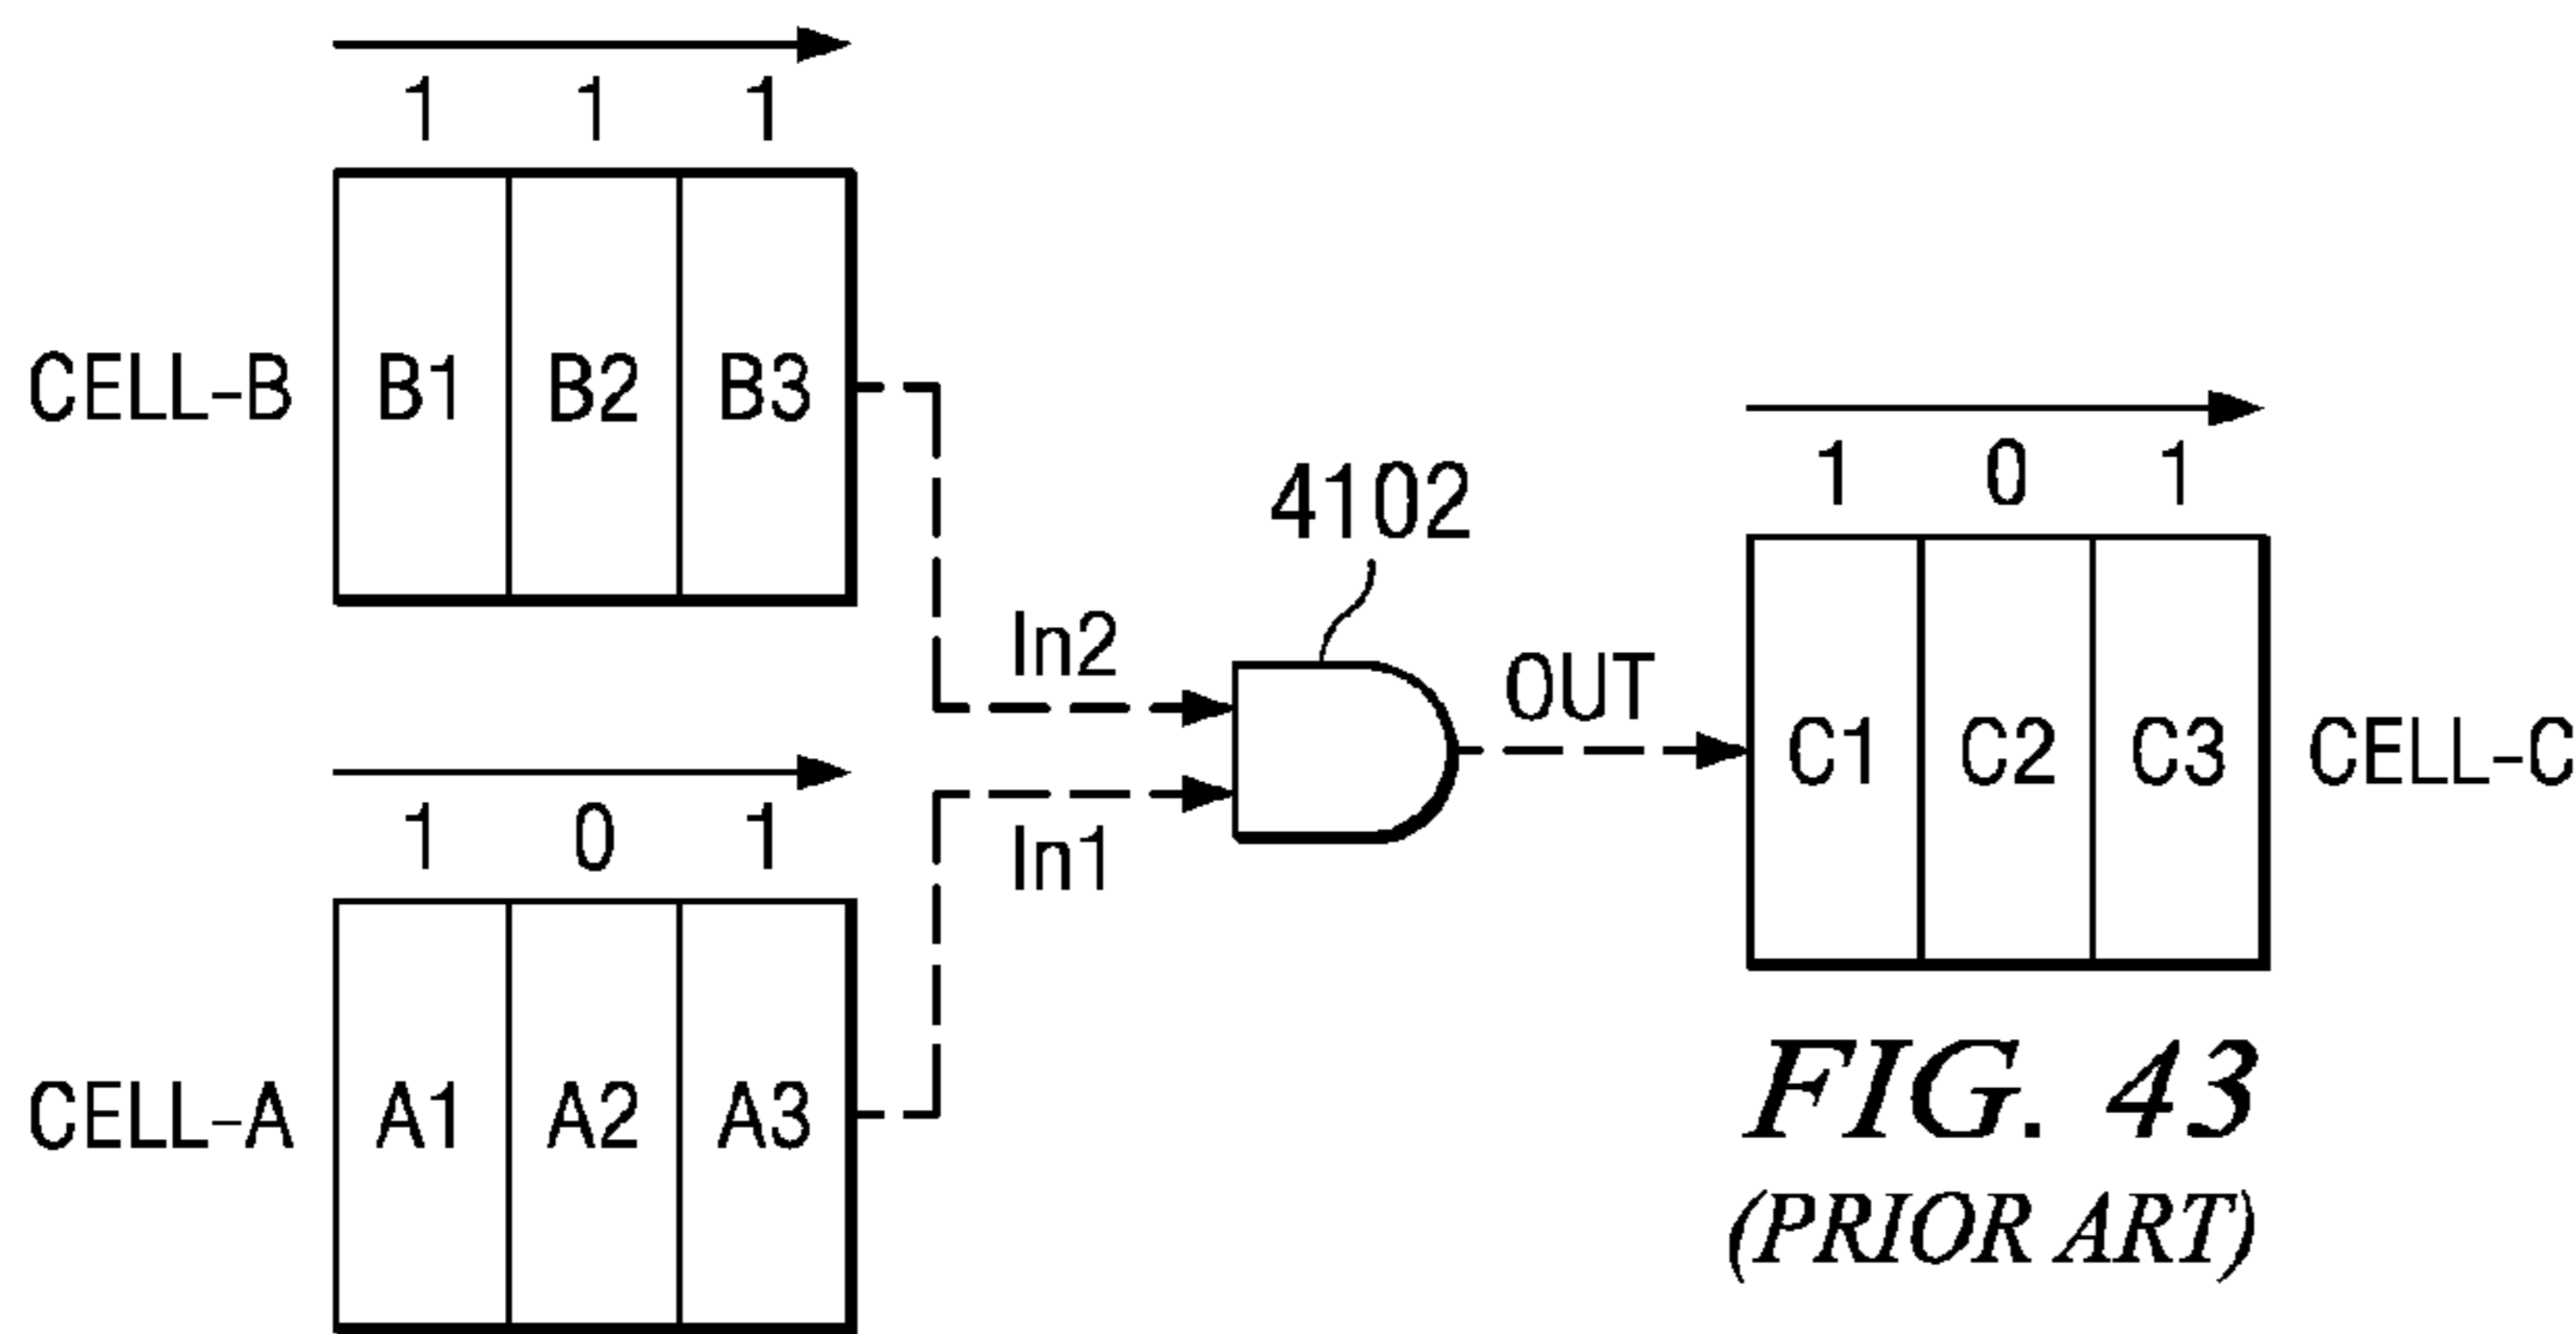 1 1 1
CELL-B B1 B2 B3
4102
1 0 1
In2
OUT
C1 C2 C3 CELL-C
1 0 1
In1
CELL-A A1 A2 A3
FIG. 43
(PRIOR ART)